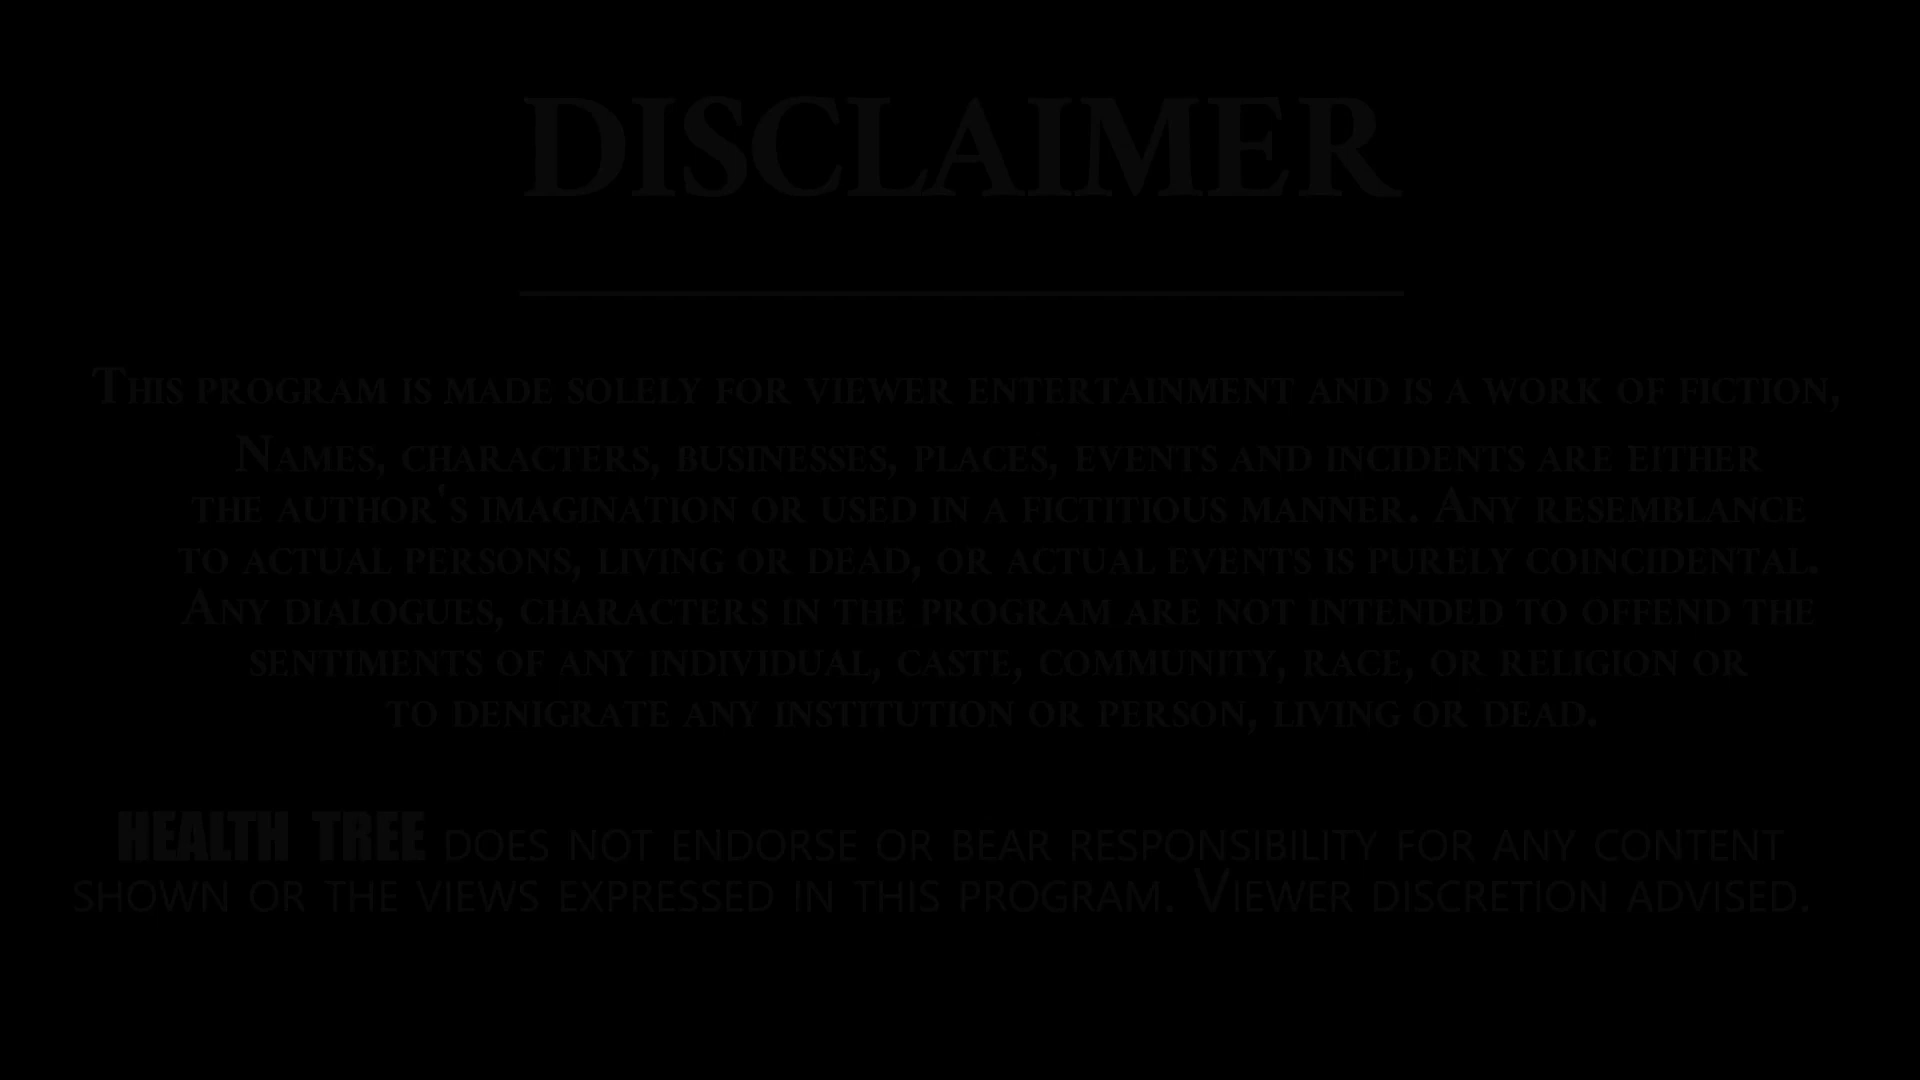 DISCLAIMER
This program is made solely for viewer entertainment and is a work of fiction,
Names, characters, businesses, places, events and incidents are either
the author's imagination or used in a fictitious manner. Any resemblance
to actual persons, living or dead, or actual events is purely coincidental.
Any dialogues, characters in the program are not intended to offend the
sentiments of any individual, caste, community, race, or religion or
to denigrate any institution or person, living or dead.
HEALTH TREE does not endorse or bear responsibility for any content
shown or the views expressed in this program. Viewer discretion advised.